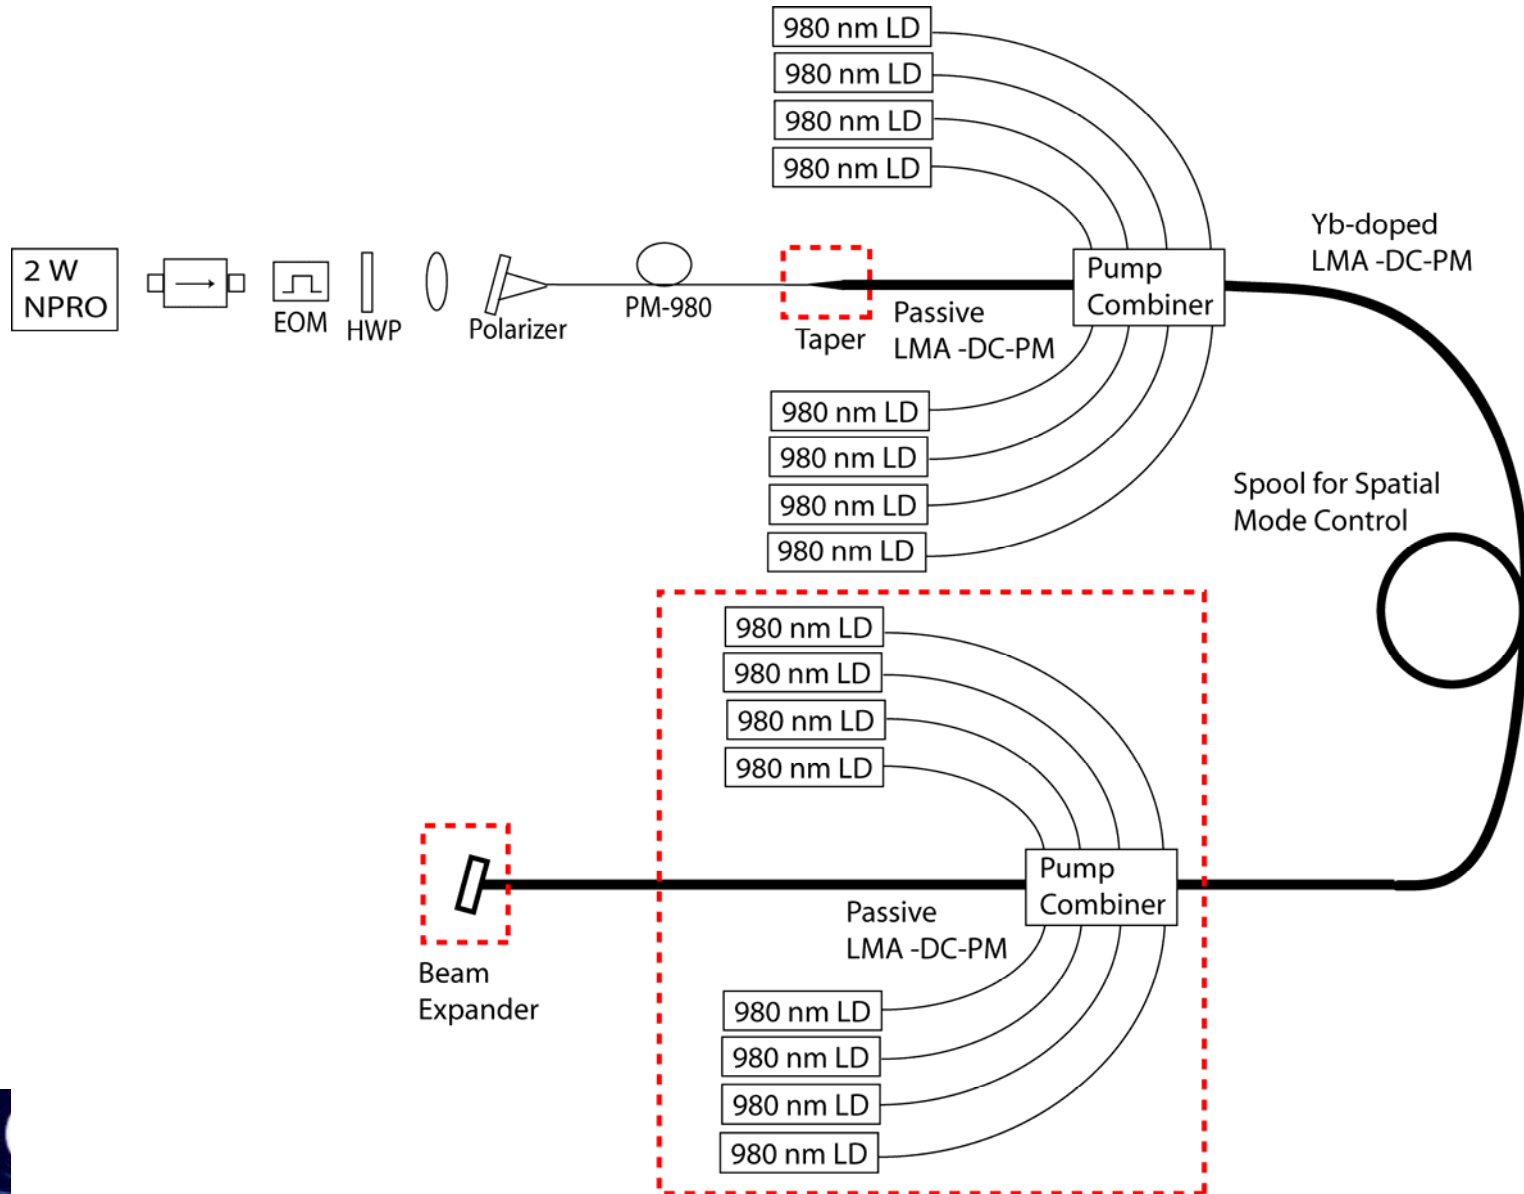 980 nm LD
980 nm LD
980 nm LD
980 nm LD
2 W
NPRO
EOM
HWP
Polarizer
PM-980
Taper
Passive
LMA -DC-PM
Pump
Combiner
Yb-doped
LMA -DC-PM
980 nm LD
980 nm LD
980 nm LD
980 nm LD
Spool for Spatial
Mode Control
980 nm LD
980 nm LD
980 nm LD
980 nm LD
Pump
Combiner
Passive
LMA -DC-PM
Beam
Expander
980 nm LD
980 nm LD
980 nm LD
980 nm LD